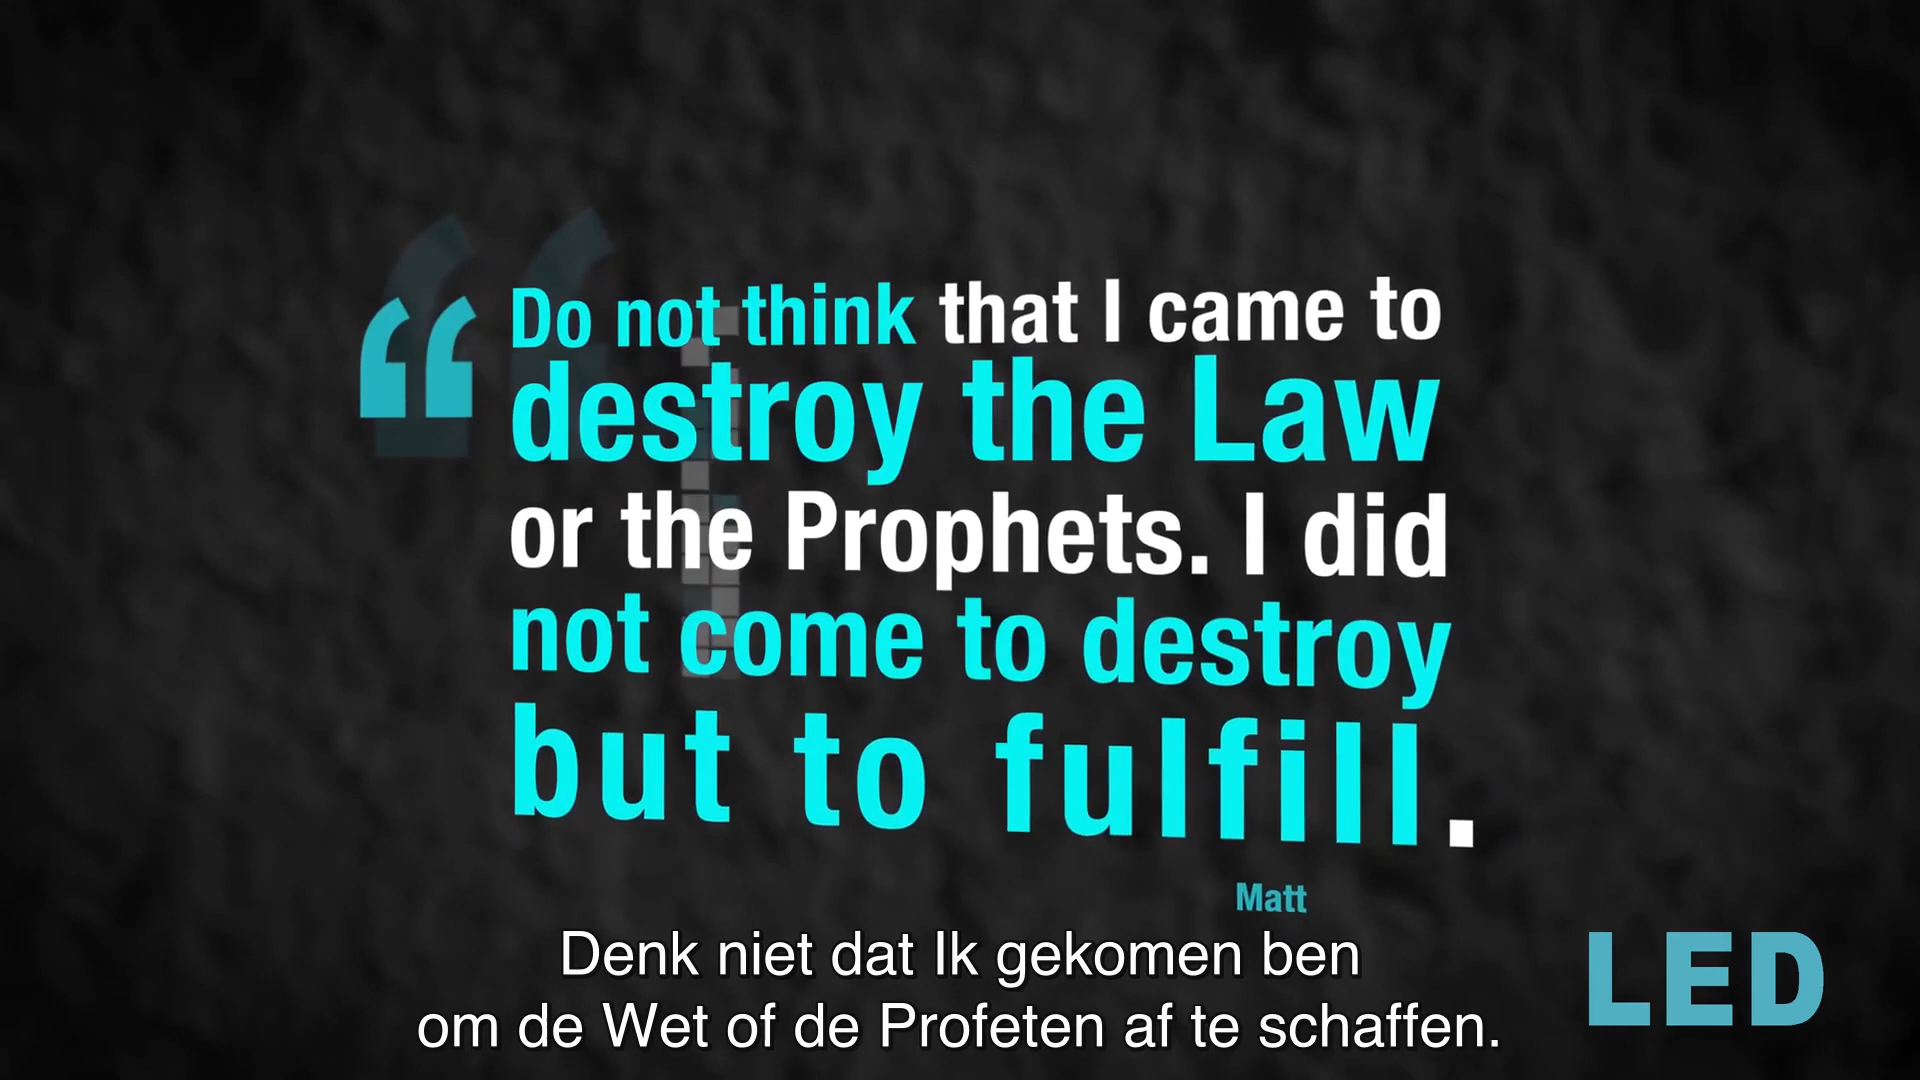 “Do not think that I came to
destroy the Law
or the Prophets. I did
not come to destroy
but to fulfill.
Matt
Denk niet dat Ik gekomen ben
om de Wet of de Profeten af te schaffen.
LED